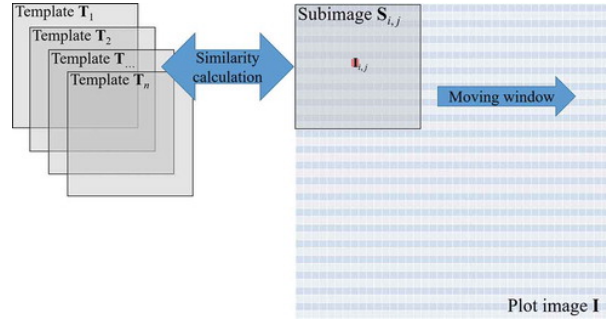 Template T1
Template T2
Template T...
Template Tn
Similarity
calculation
Subimage Si,j
Ii,j
Moving window
Plot image I